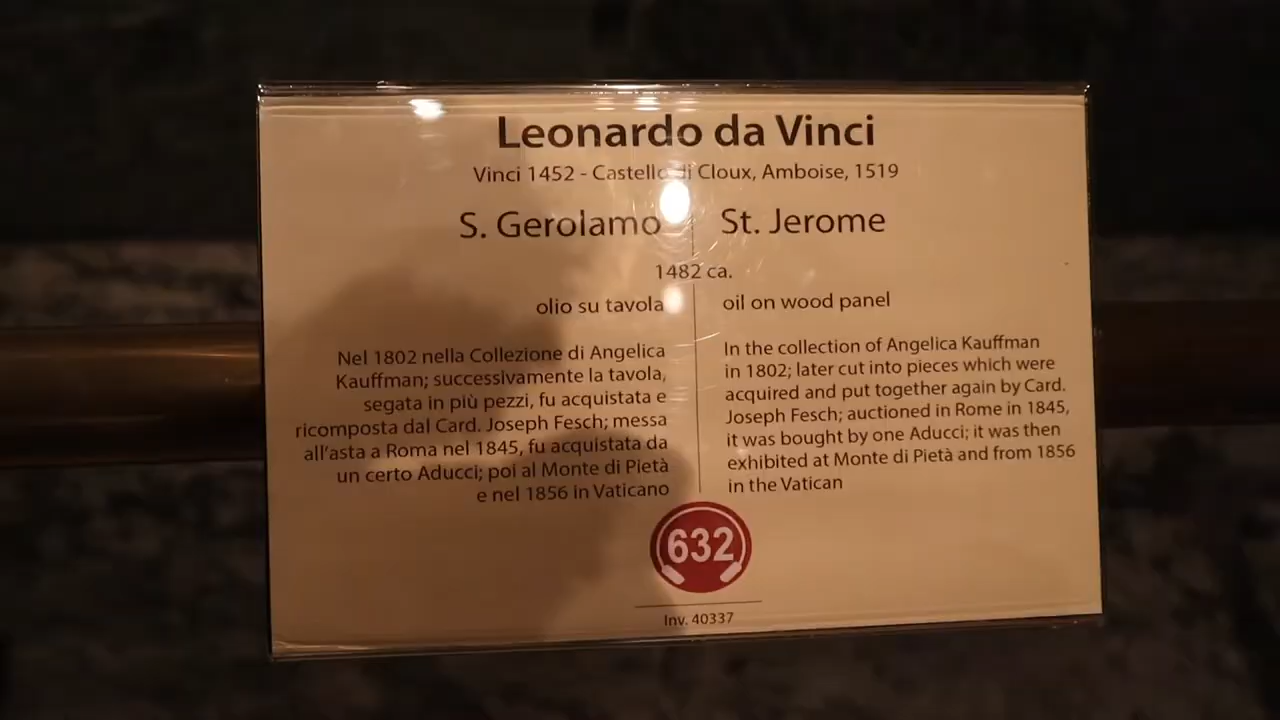 Leonardo da Vinci
Vinci 1452 - Castello di Cloux, Amboise, 1519
S. Gerolamo
St. Jerome
1482 ca.
olio su tavola
oil on wood panel
Nel 1802 nella Collezione di Angelica
Kauffman; successivamente la tavola,
segata in più pezzi, fu acquistata e
ricomposta dal Card. Joseph Fesch; messa
all'asta a Roma nel 1845, fu acquistata da
un certo Aducci; poi al Monte di Pietà
e nel 1856 in Vaticano
In the collection of Angelica Kauffman
in 1802; later cut into pieces which were
acquired and put together again by Card.
Joseph Fesch; auctioned in Rome in 1845,
it was bought by one Aducci; it was then
exhibited at Monte di Pietà and from 1856
in the Vatican
632
Inv. 40337